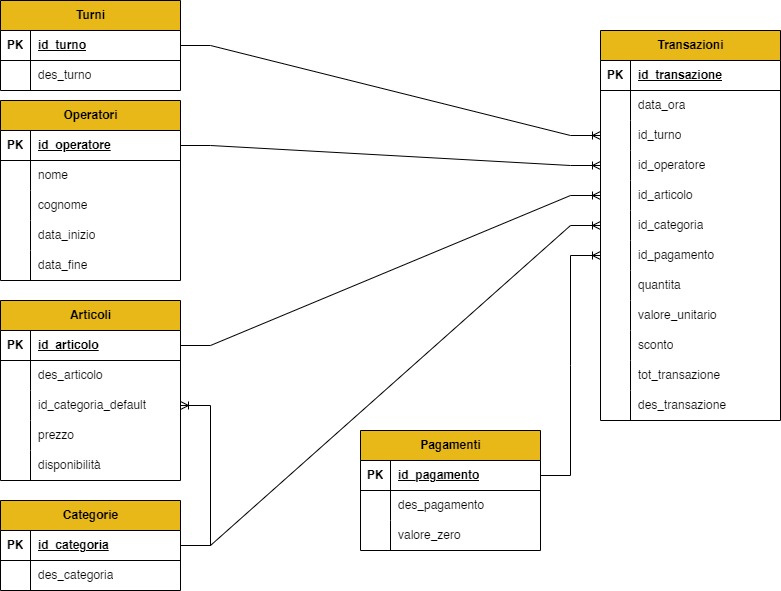 Turni
PK id_turno
des_turno
Operatori
PK id_operatore
nome
cognome
data_inizio
data_fine
Articoli
PK id_articolo
des_articolo
id_categoria_default
prezzo
disponibilità
Categorie
PK id_categoria
des_categoria
Pagamenti
PK id_pagamento
des_pagamento
valore_zero
Transazioni
PK id_transazione
data_ora
id_turno
id_operatore
id_articolo
id_categoria
id_pagamento
quantita
valore_unitario
sconto
tot_transazione
des_transazione